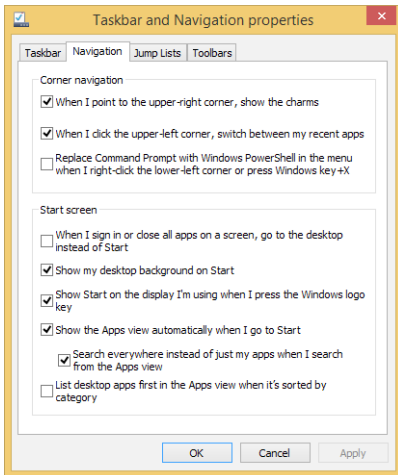 Taskbar and Navigation properties
Taskbar Navigation Jump Lists Toolbars
Corner navigation
When I point to the upper-right corner, show the charms
When I click the upper-left corner, switch between my recent apps
Replace Command Prompt with Windows PowerShell in the menu
when I right-click the lower-left corner or press Windows key+X
Start screen
When I sign in or close all apps on a screen, go to the desktop
instead of Start
Show my desktop background on Start
Show Start on the display I'm using when I press the Windows logo
key
Show the Apps view automatically when I go to Start
Search everywhere instead of just my apps when I search
from the Apps view
List desktop apps first in the Apps view when it's sorted by
category
OK Cancel Apply